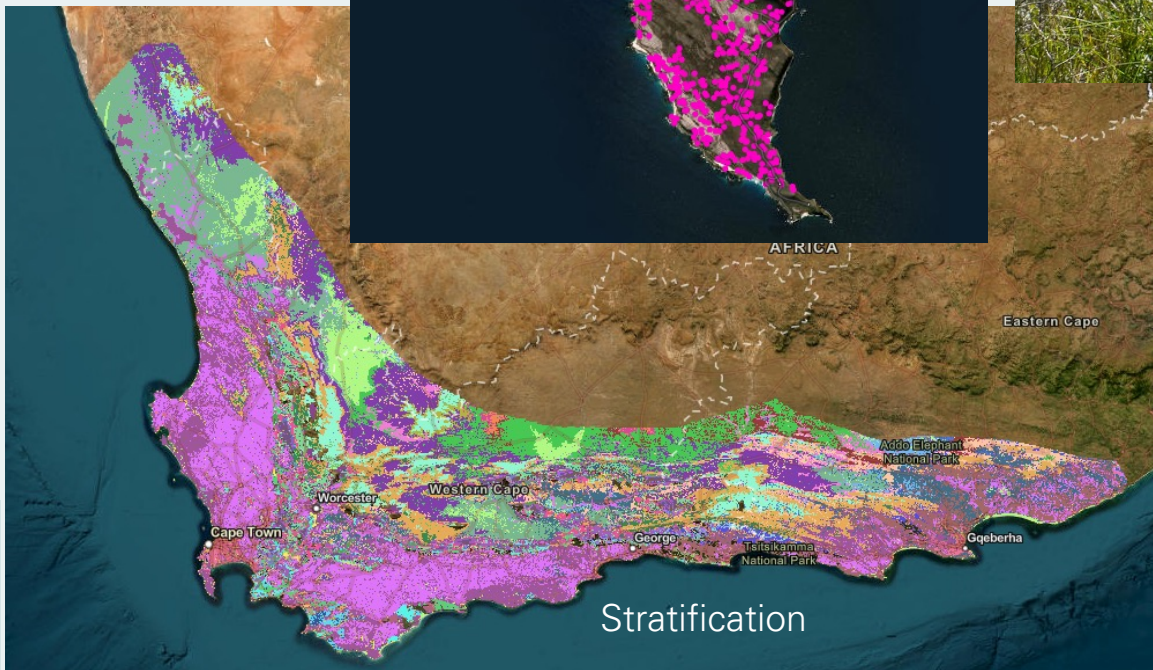 AFRICA
Eastern Cape
Addo Elephant
National Park
Western Cape
Worcester
Cape Town
George
Tsitsikamma
National Park
Gqeberha
Stratification